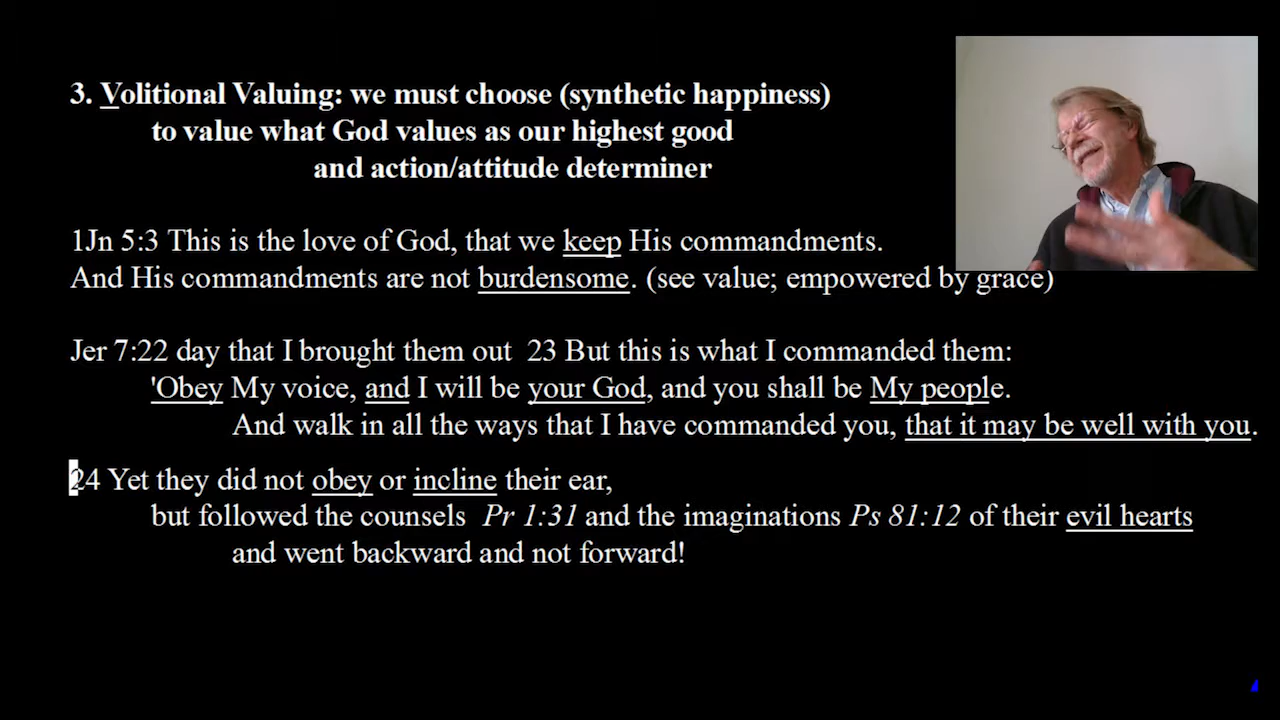 3. Volitional Valuing: we must choose (synthetic happiness)
to value what God values as our highest good
and action/attitude determiner
1Jn 5:3 This is the love of God, that we keep His commandments.
And His commandments are not burdensome. (see value; empowered by grace)
Jer 7:22 day that I brought them out 23 But this is what I commanded them:
'Obey My voice, and I will be your God, and you shall be My people.
And walk in all the ways that I have commanded you, that it may be well with you.
24 Yet they did not obey or incline their ear,
but followed the counsels Pr 1:31 and the imaginations Ps 81:12 of their evil hearts
and went backward and not forward!